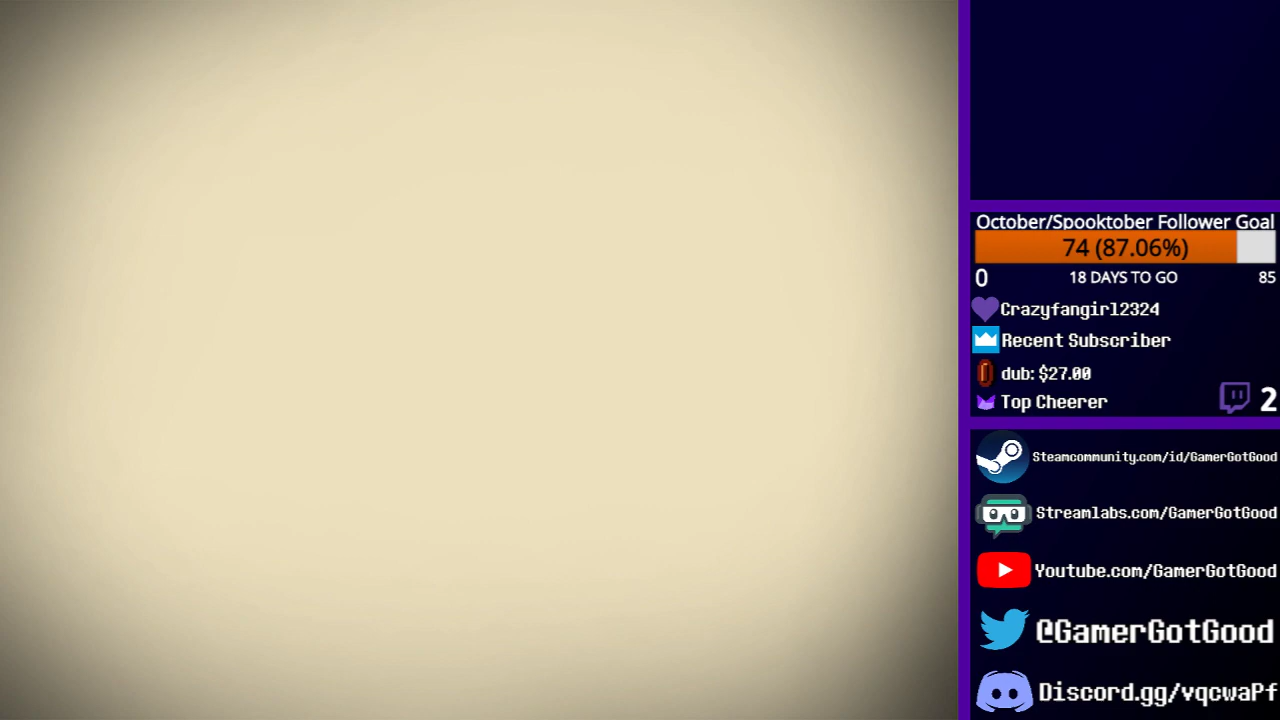 October/Spooktober Follower Goal
74 (87.06%)
0 18 DAYS TO GO 85
Crazyfangirl2324
Recent Subscriber
dub: $27.00
Top Cheerer 2
Steamcommunity.com/id/GamerGotGood
Streamlabs.com/GamerGotGood
Youtube.com/GamerGotGood
@GamerGotGood
Discord.gg/vqcwaPf